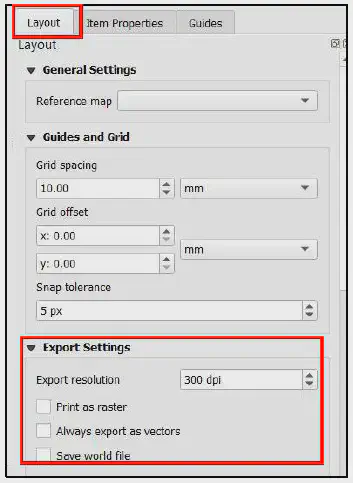 Layout Item Properties Guides
Layout
General Settings
Reference map
Guides and Grid
Grid spacing
10.00 mm
Grid offset
x: 0.00
mm
y: 0.00
Snap tolerance
5 px
Export Settings
Export resolution 300 dpi
Print as raster
Always export as vectors
Save world file